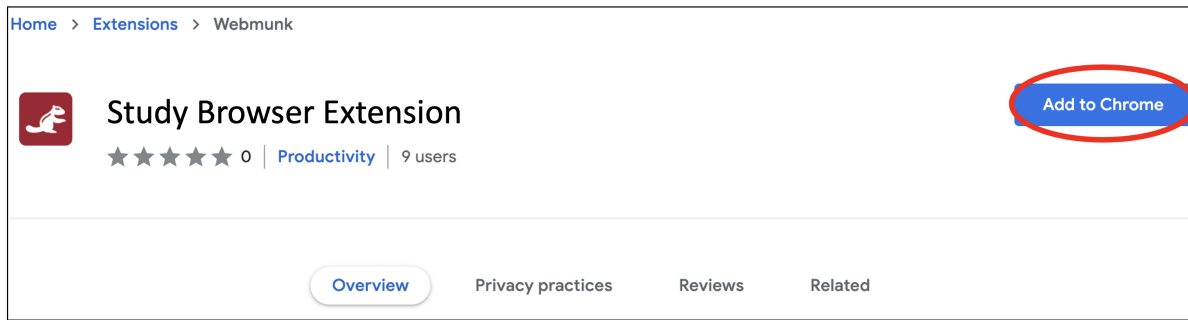 Home > Extensions > Webmunk
Study Browser Extension
Add to Chrome
0 | Productivity | 9 users
Overview Privacy practices Reviews Related